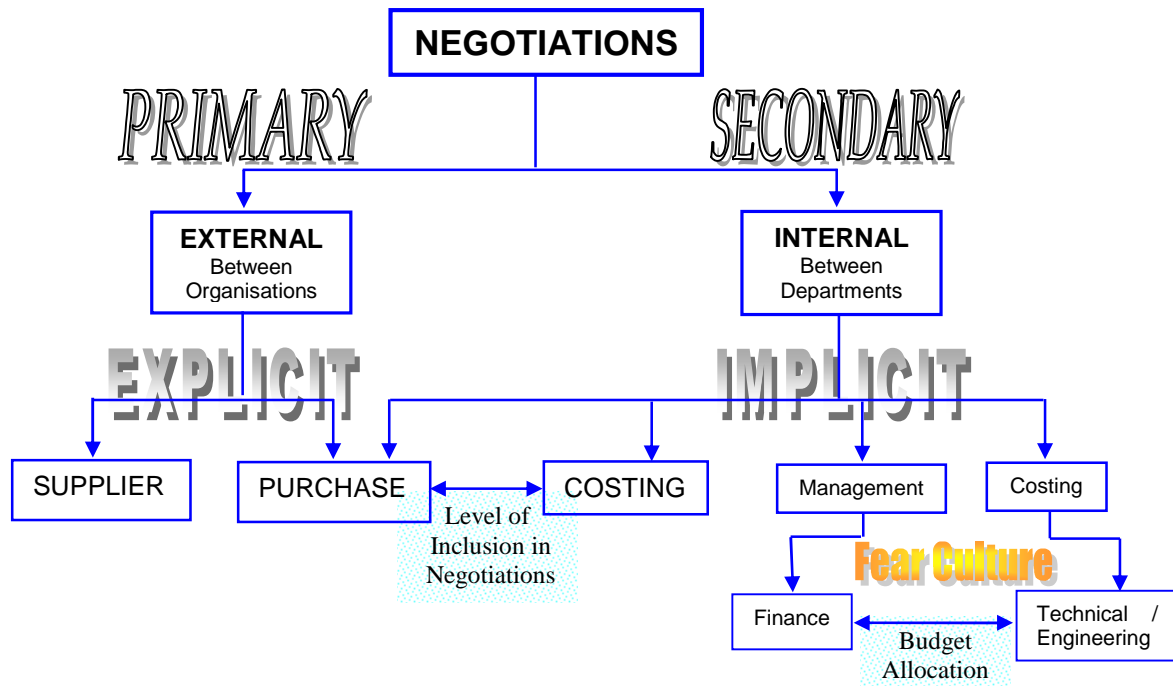 NEGOTIATIONS
PRIMARY
SECONDARY
EXTERNAL
Between
Organisations
INTERNAL
Between
Departments
EXPLICIT
IMPLICIT
SUPPLIER
PURCHASE
COSTING
Management
Costing
Level of
Inclusion in
Negotiations
Fear Culture
Finance
Technical /
Engineering
Budget
Allocation